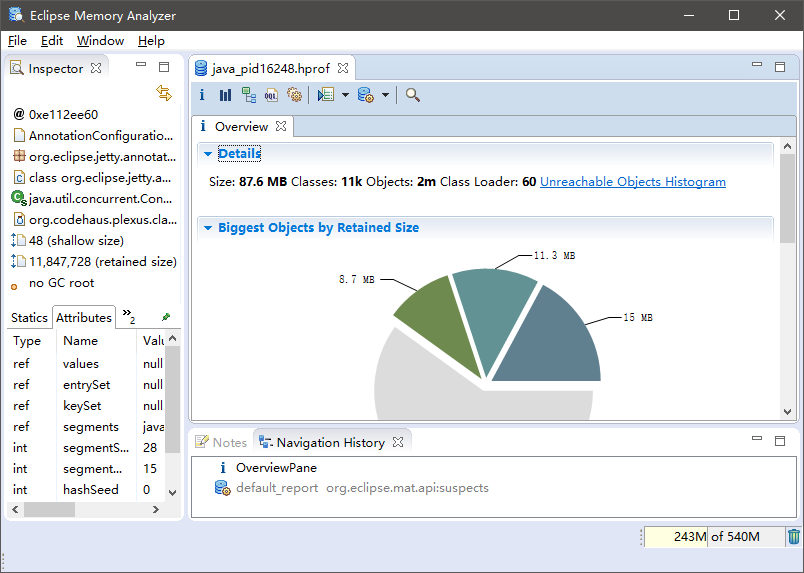 Eclipse Memory Analyzer
File Edit Window Help
Inspector
@ 0xe112ee60
AnnotationConfiguratio...
org.eclipse.jetty.annotat...
class org.eclipse.jetty.a...
java.util.concurrent.Con...
org.codehaus.plexus.cla...
48 (shallow size)
11,847,728 (retained size)
no GC root
Statics Attributes »2
Type Name Valu
ref values null
ref entrySet null
ref keySet null
ref segments java
int segmentS... 28
int segment... 15
int hashSeed 0
java_pid16248.hprof
i OQL
i Overview
Details
Size: 87.6 MB Classes: 11k Objects: 2m Class Loader: 60 Unreachable Objects Histogram
Biggest Objects by Retained Size
11.3 MB
8.7 MB
15 MB
Notes Navigation History
i OverviewPane
default_report org.eclipse.mat.api:suspects
243M of 540M